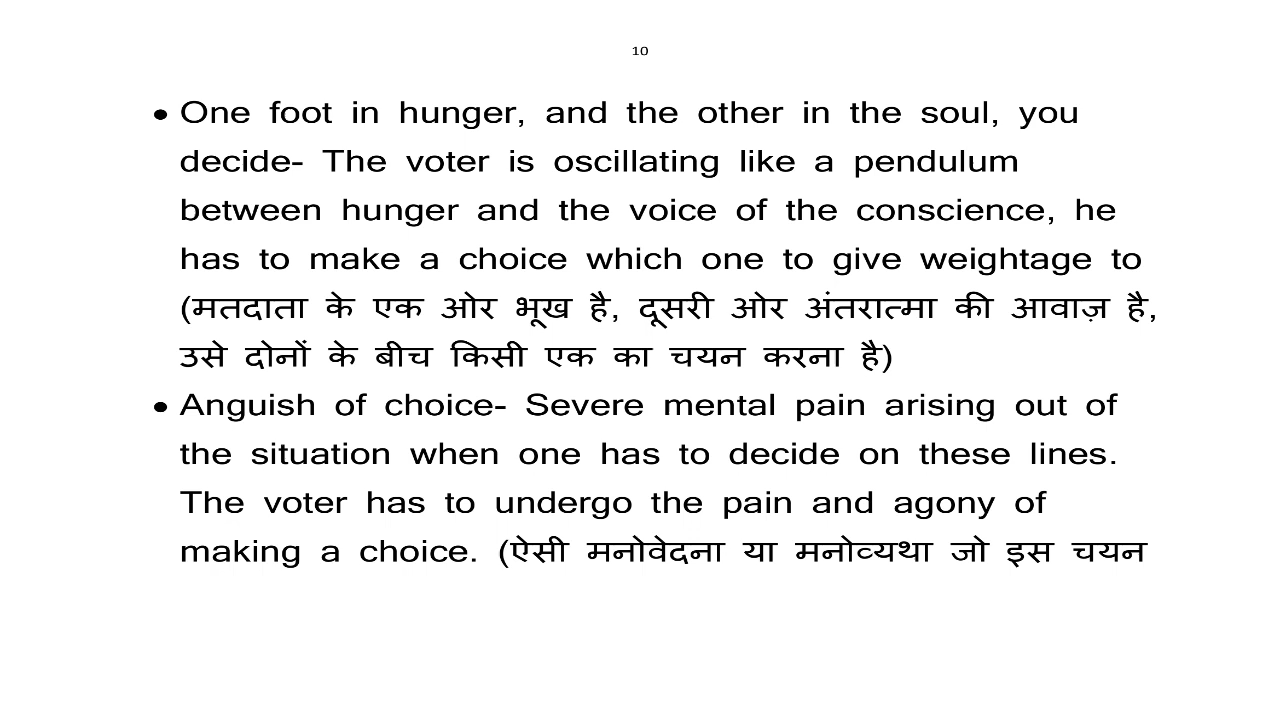 10
• One foot in hunger, and the other in the soul, you
decide- The voter is oscillating like a pendulum
between hunger and the voice of the conscience, he
has to make a choice which one to give weightage to
(मतदाता के एक ओर भूख है, दूसरी ओर अंतरात्मा की आवाज़ है,
उसे दोनों के बीच किसी एक का चयन करना है)
• Anguish of choice- Severe mental pain arising out of
the situation when one has to decide on these lines.
The voter has to undergo the pain and agony of
making a choice. (ऐसी मनोवेदना या मनोव्यथा जो इस चयन